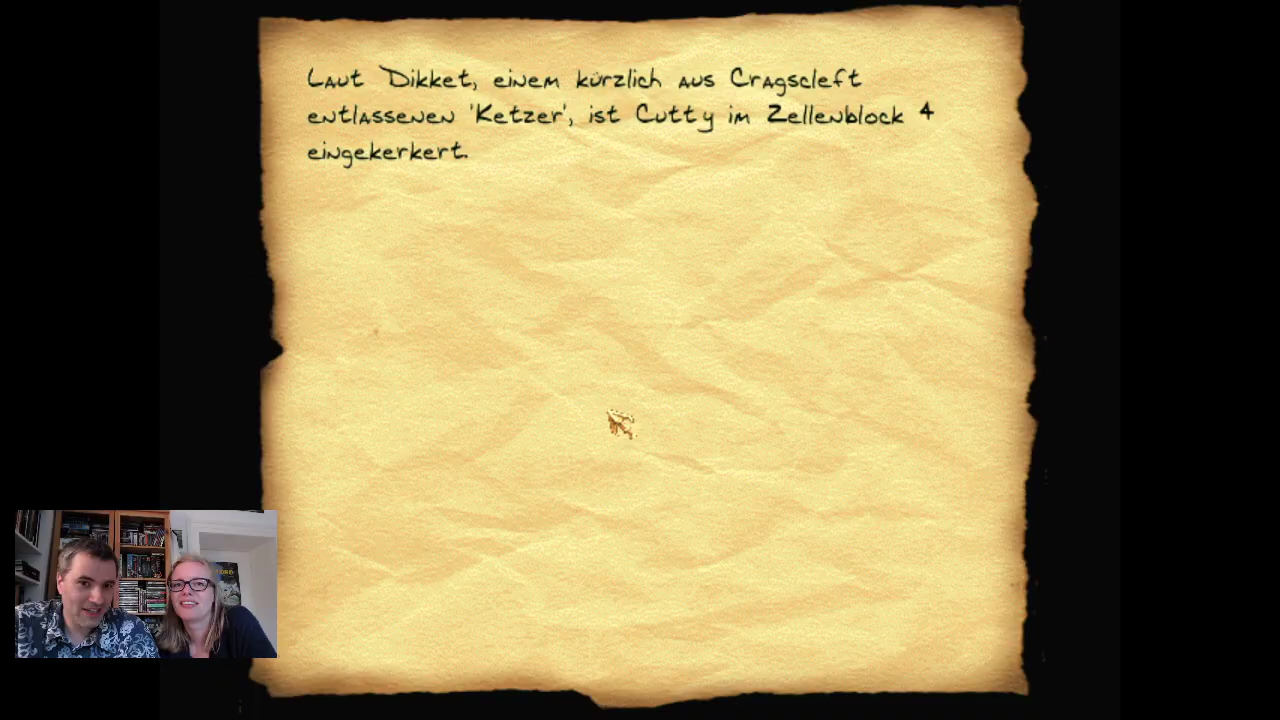 Laut Dikket, einem kürzlich aus Cragscleft
entlassenen 'Ketzer', ist Cutty im Zellenblock 4
eingekerkert.